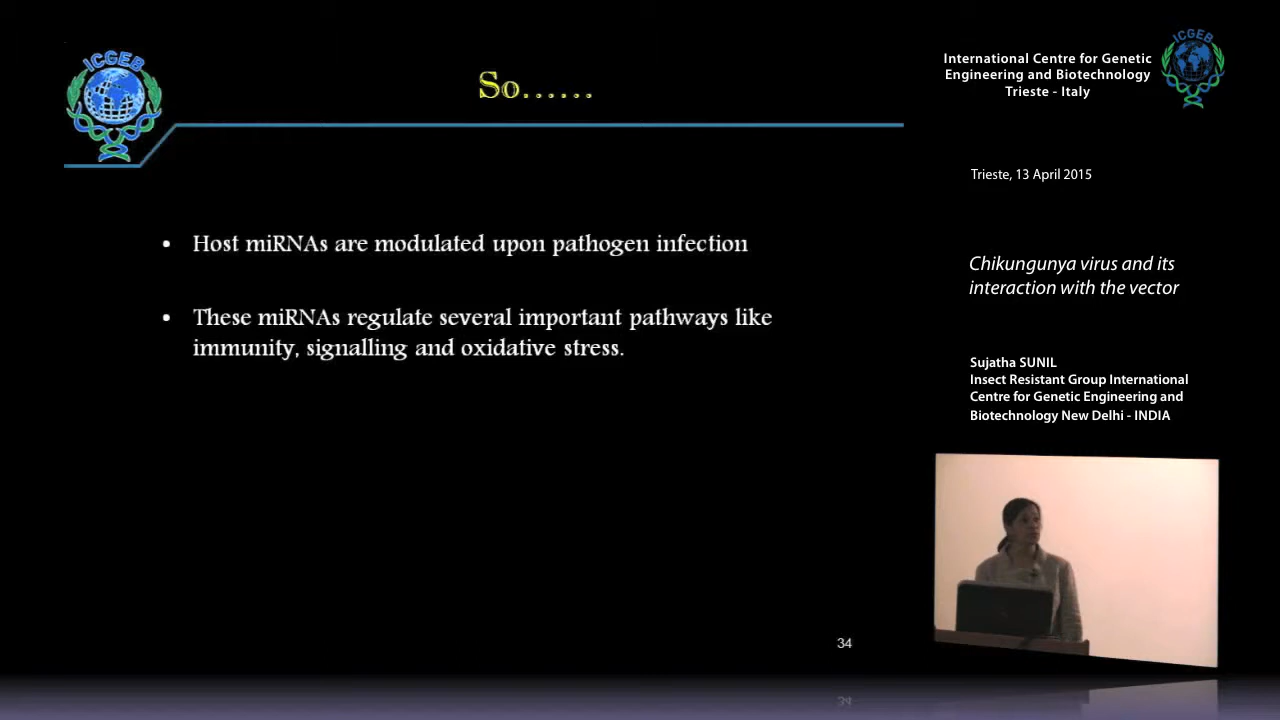 ICGEB
So......
• Host miRNAs are modulated upon pathogen infection
• These miRNAs regulate several important pathways like
immunity, signalling and oxidative stress.
34
International Centre for Genetic
Engineering and Biotechnology
Trieste - Italy
ICGEB
Trieste, 13 April 2015
Chikungunya virus and its
interaction with the vector
Sujatha SUNIL
Insect Resistant Group International
Centre for Genetic Engineering and
Biotechnology New Delhi - INDIA